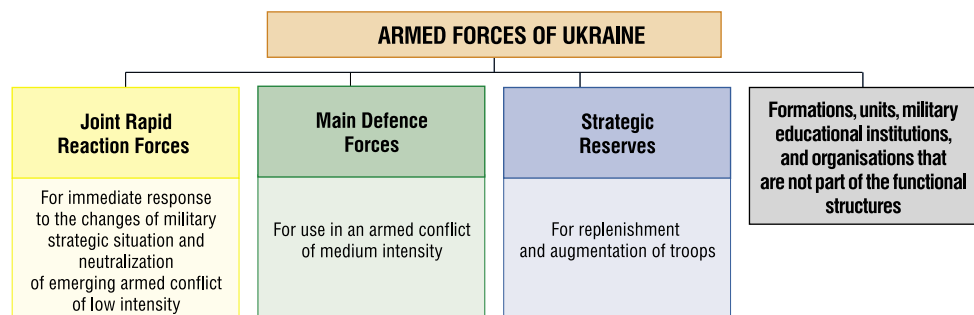 ARMED FORCES OF UKRAINE
Joint Rapid
Reaction Forces
For immediate response
to the changes of military
strategic situation and
neutralization
of emerging armed conflict
of low intensity
Main Defence
Forces
For use in an armed conflict
of medium intensity
Strategic
Reserves
For replenishment
and augmentation of troops
Formations, units, military
educational institutions,
and organisations that
are not part of the functional
structures